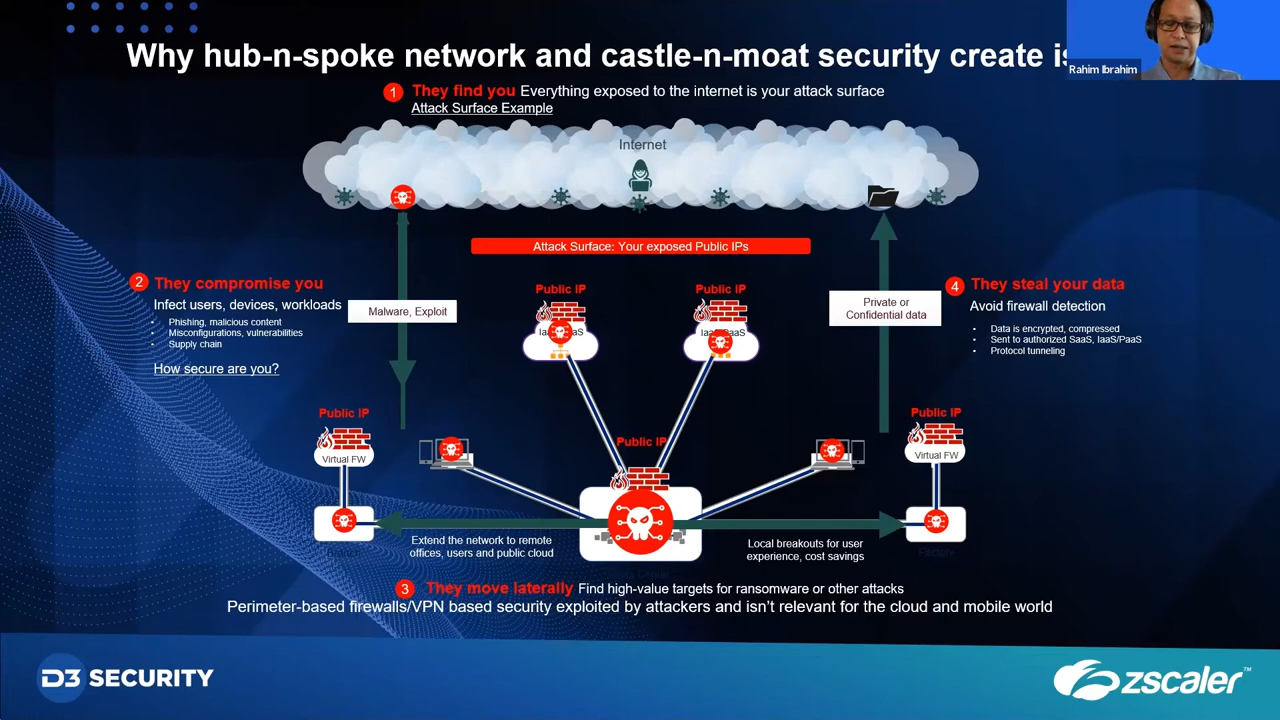 Why hub-n-spoke network and castle-n-moat security create is
Rahim Ibrahim
1 They find you Everything exposed to the internet is your attack surface
Attack Surface Example
Internet
Attack Surface: Your exposed Public IPs
2 They compromise you
Infect users, devices, workloads
Phishing, malicious content
Misconfigurations, vulnerabilities
Supply chain
How secure are you?
Malware, Exploit
Public IP
Public IP
Private or
Confidential data
4 They steal your data
Avoid firewall detection
Data is encrypted, compressed
Sent to authorized SaaS, IaaS/PaaS
Protocol tunneling
Public IP
Virtual FW
Public IP
Public IP
Virtual FW
Branch
Extend the network to remote
offices, users and public cloud
Local breakouts for user
experience, cost savings
Factory
3 They move laterally Find high-value targets for ransomware or other attacks
Perimeter-based firewalls/VPN based security exploited by attackers and isn't relevant for the cloud and mobile world
D3 SECURITY
zscaler™